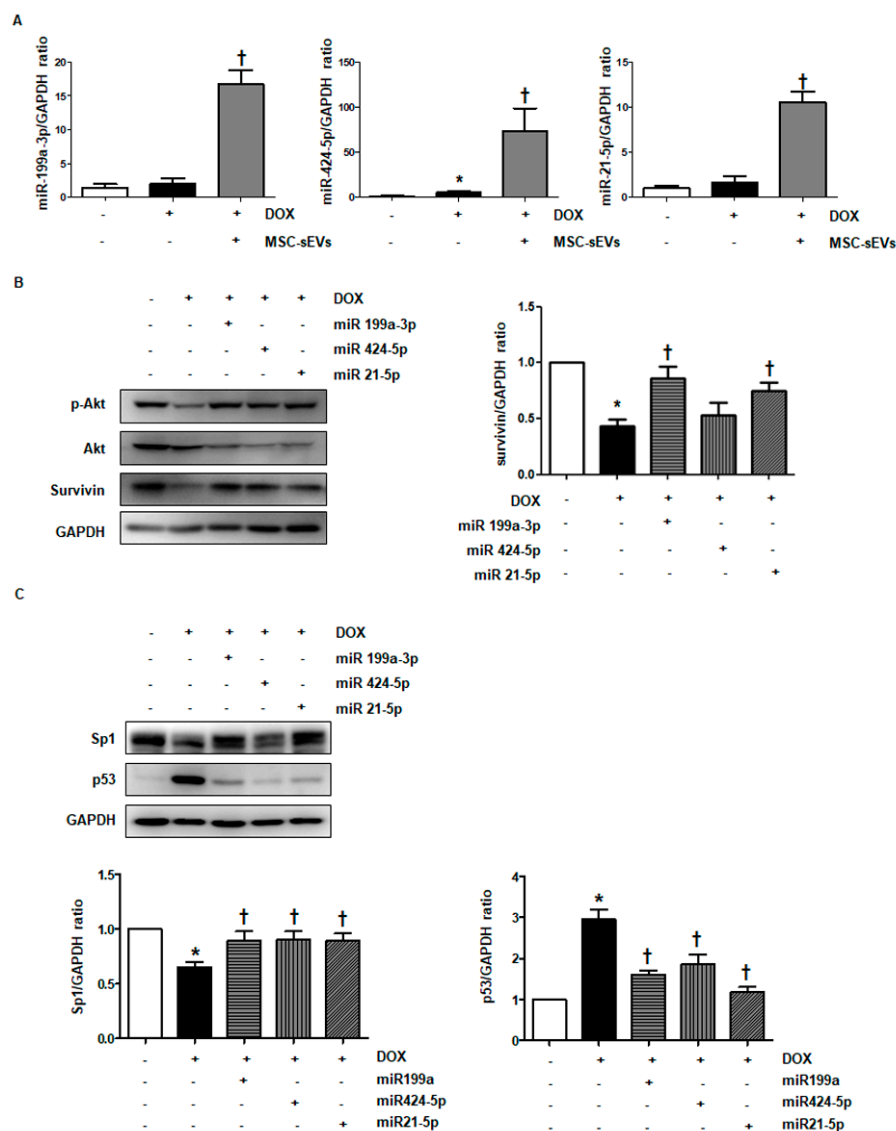 A
miR-199a-3p/GAPDH ratio
20
15
10
5
0
†
- + + DOX
- - + MSC-sEVs
miR-424-5p/GAPDH ratio
150
100
50
0
* †
- + + DOX
- - + MSC-sEVs
miR-21-5p/GAPDH ratio
15
10
5
0
†
- + + DOX
- - + MSC-sEVs
B
- + + + + DOX
- - + - - miR 199a-3p
- - - + - miR 424-5p
- - - - + miR 21-5p
p-Akt
Akt
Survivin
GAPDH
survivin/GAPDH ratio
1.5
1.0
0.5
0.0
* † †
DOX - + + + +
miR 199a-3p - - + - -
miR 424-5p - - - + -
miR 21-5p - - - - +
C
- + + + + DOX
- - + - - miR 199a-3p
- - - + - miR 424-5p
- - - - + miR 21-5p
Sp1
p53
GAPDH
Sp1/GAPDH ratio
1.5
1.0
0.5
0.0
* † † †
- + + + + DOX
- - + - - miR199a
- - - + - miR424-5p
- - - - + miR21-5p
p53/GAPDH ratio
4
3
2
1
0
* † † †
- + + + + DOX
- - + - - miR199a
- - - + - miR424-5p
- - - - + miR21-5p